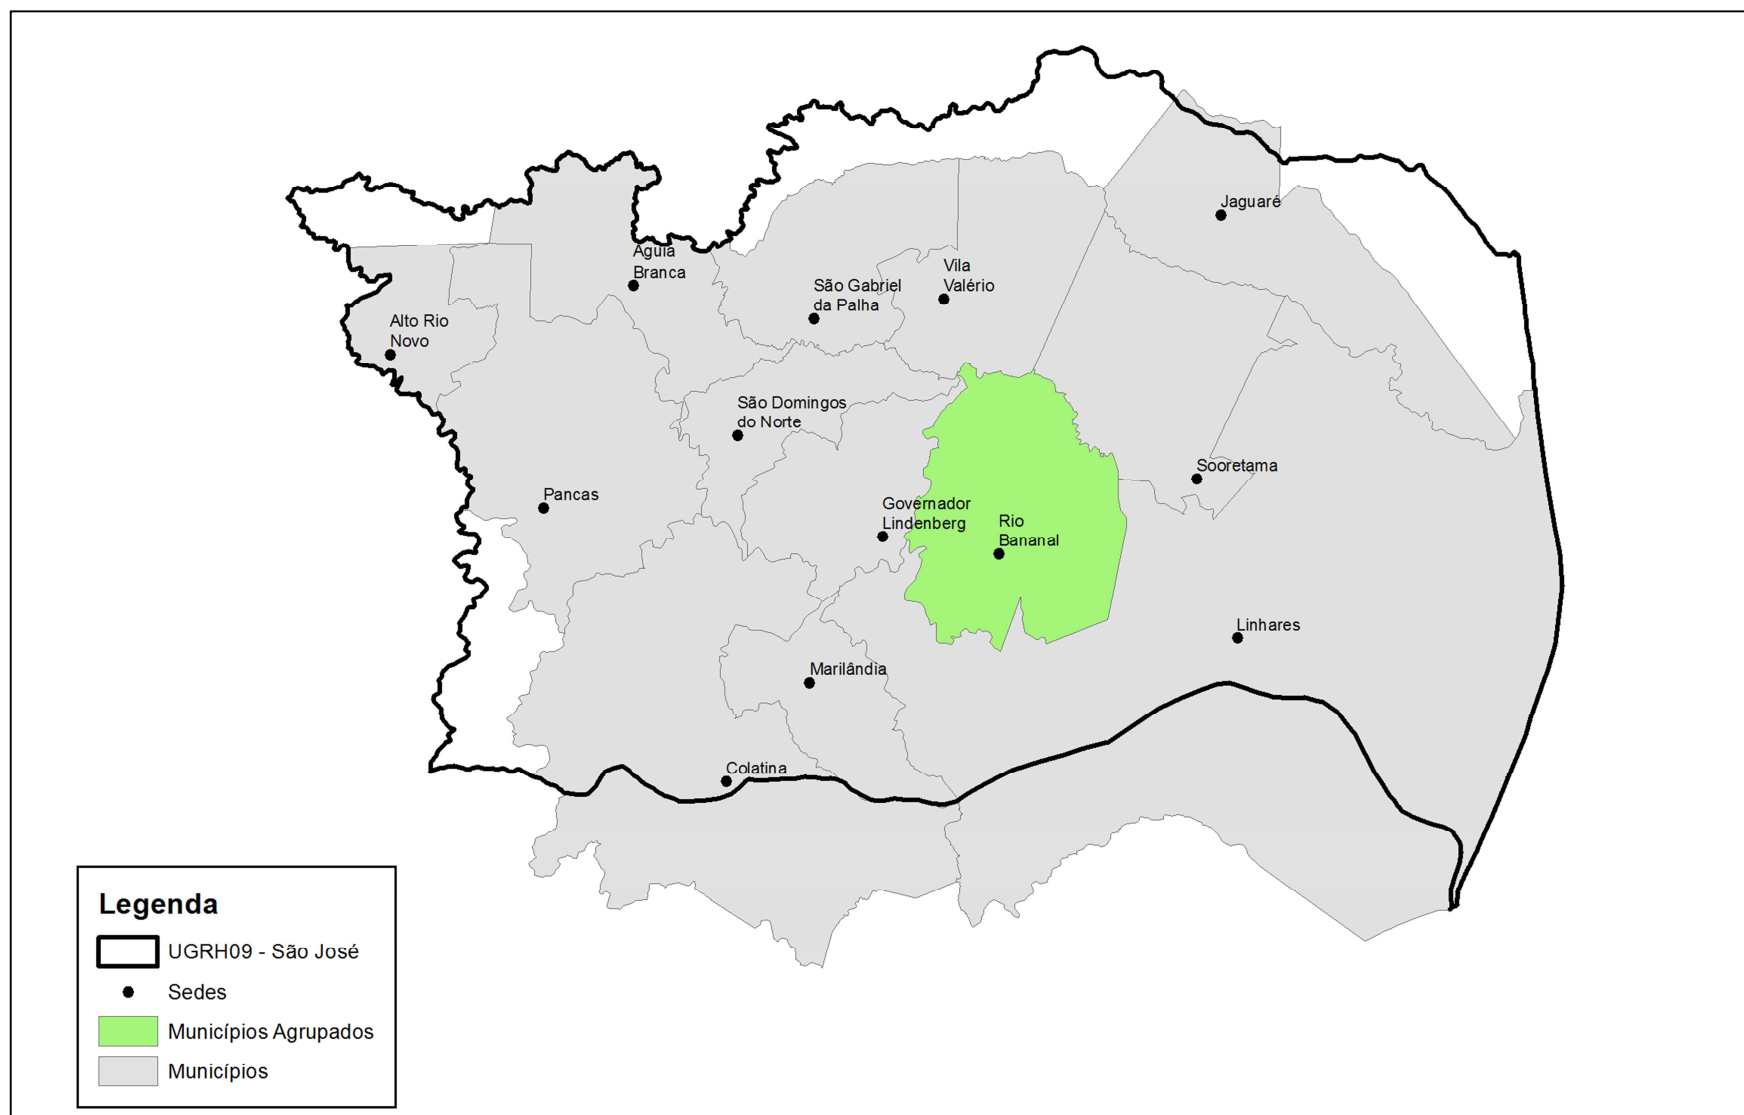 Jaguaré
Águia
Branca
Vila
Valério
São Gabriel
da Palha
Alto Rio
Novo
São Domingos
do Norte
Sooretama
Pancas
Governador
Lindenberg
Rio
Bananal
Linhares
Marilândia
Colatina
Legenda
UGRH09 - São José
Sedes
Municípios Agrupados
Municípios